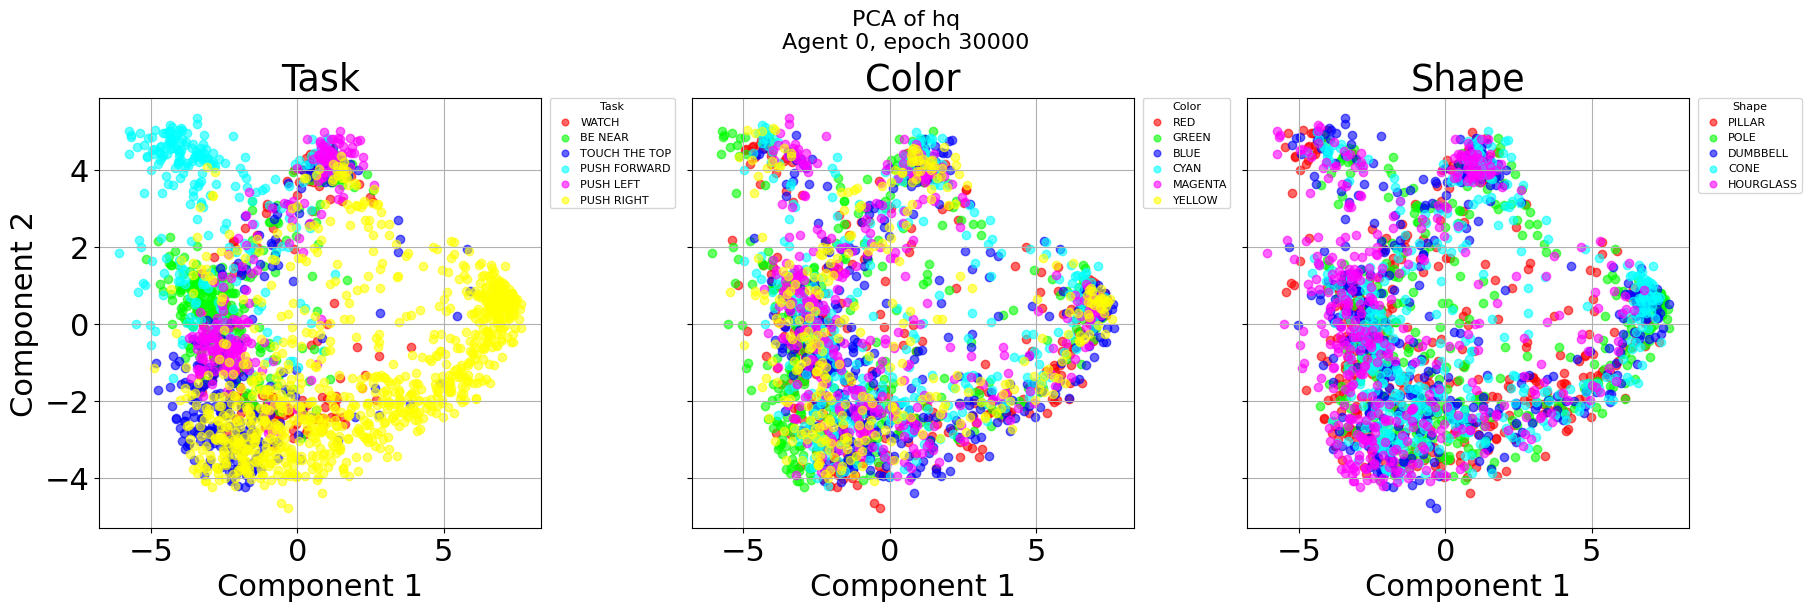 PCA of hq
Agent 0, epoch 30000
Task
Color
Shape
Task
WATCH
BE NEAR
TOUCH THE TOP
PUSH FORWARD
PUSH LEFT
PUSH RIGHT
Color
RED
GREEN
BLUE
CYAN
MAGENTA
YELLOW
Shape
PILLAR
POLE
DUMBBELL
CONE
HOURGLASS
Component 2
4
2
0
−2
−4
−5 0 5
−5 0 5
−5 0 5
Component 1
Component 1
Component 1